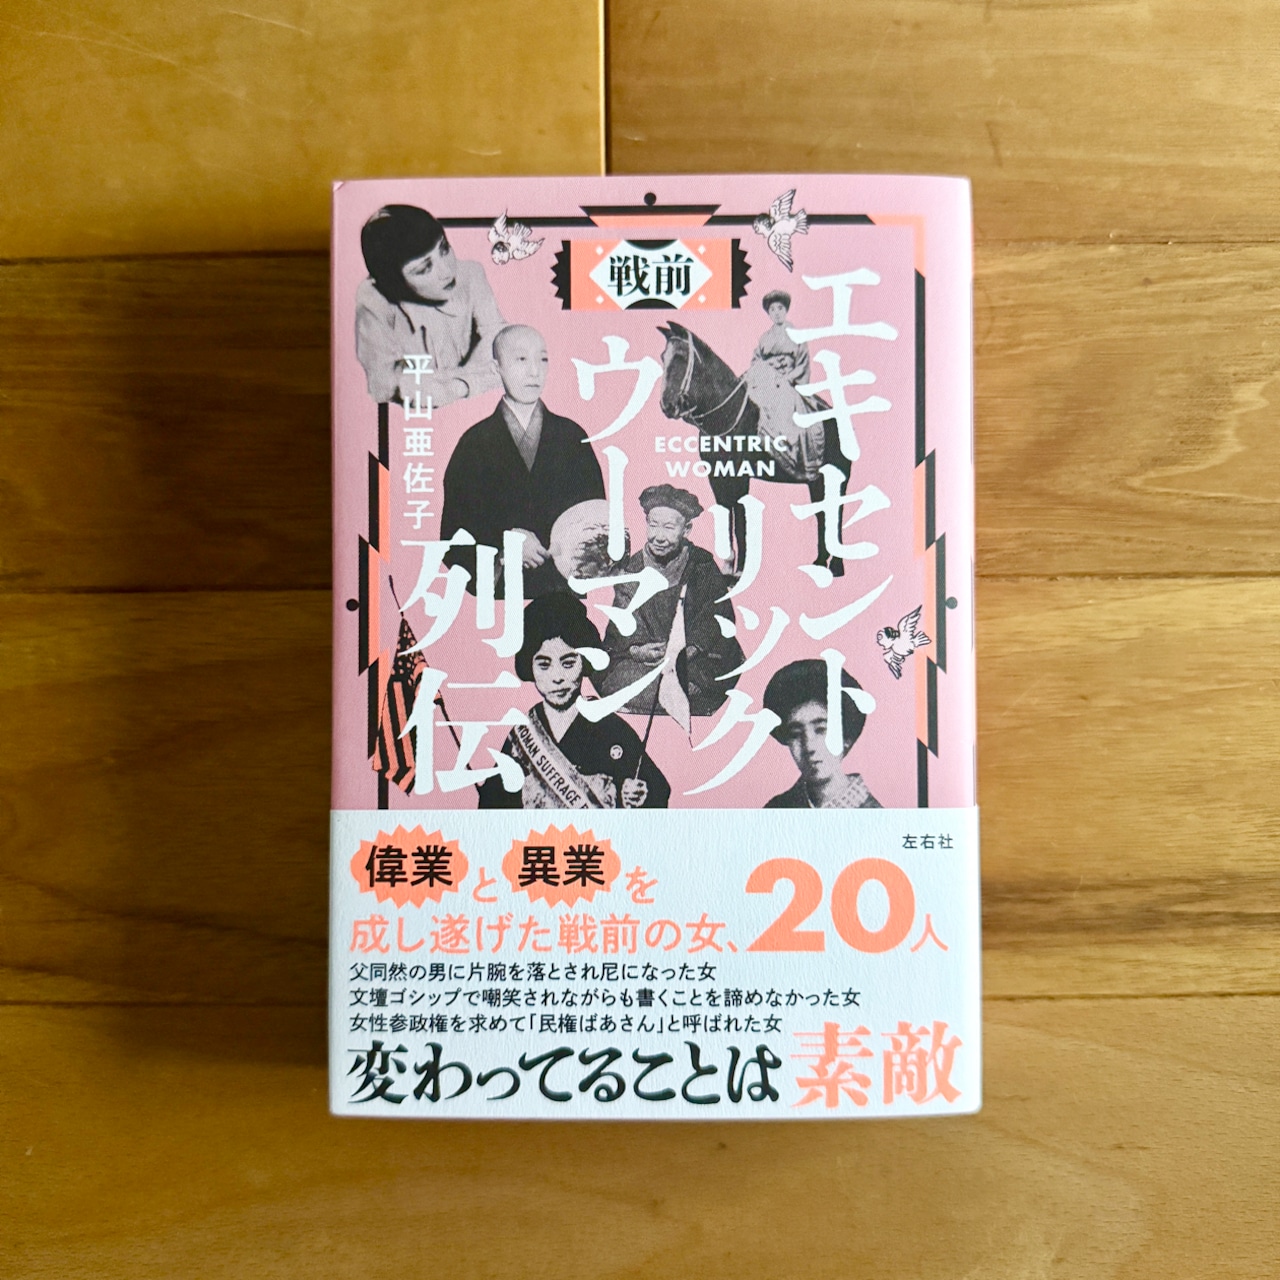 戦前
エキセントリック
ウーマン
列伝
ECCENTRIC
WOMAN
平山亜佐子
WOMAN SUFFRAGE
左右社
偉業と異業を
成し遂げた戦前の女、20人
父同然の男に片腕を落とされ尼になった女
文壇ゴシップで嘲笑されながらも書くことを諦めなかった女
女性参政権を求めて「民権ばあさん」と呼ばれた女
変わってることは素敵